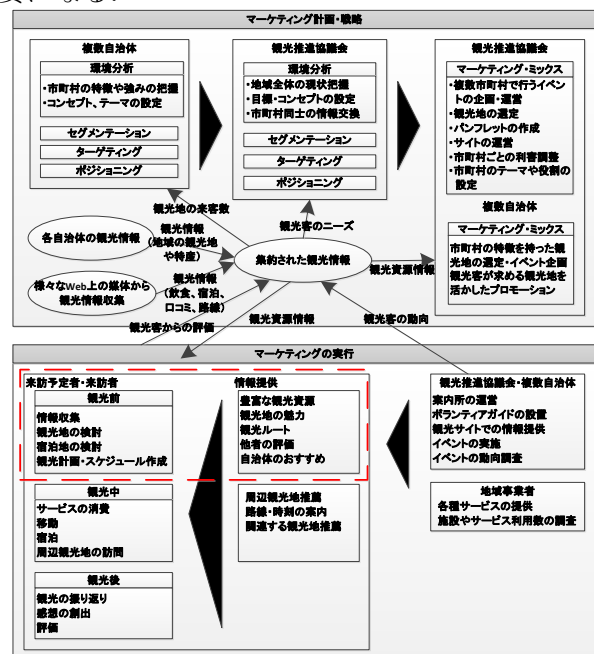 マーケティング計画・戦略
複数自治体
環境分析
・市町村の特徴や強みの把握
・コンセプト、テーマの設定
セグメンテーション
ターゲティング
ポジショニング
観光推進協議会
環境分析
・地域全体の現状把握
・目標・コンセプトの設定
・市町村同士の情報交換
セグメンテーション
ターゲティング
ポジショニング
観光推進協議会
マーケティング・ミックス
・複数市町村で行うイベン
トの企画・運営
・観光地の選定
・パンフレットの作成
・サイトの運営
・市町村ごとの利害調整
・市町村のテーマや役割の
設定
複数自治体
マーケティング・ミックス
市町村の特徴を持った観
光地の選定・イベント企画
観光客が求める観光地を
活かしたプロモーション
観光地の来客数
観光客のニーズ
各自治体の観光情報
観光情報
(地域の観光地
や特産)
集約された観光情報
観光資源情報
様々なWeb上の媒体から
観光情報収集
観光情報
(飲食、宿泊、
口コミ、路線)
観光客からの評価
観光資源情報
観光客の動向
マーケティングの実行
来訪予定者・来訪者
観光前
情報収集
観光地の検討
宿泊地の検討
観光計画・スケジュール作成
情報提供
豊富な観光資源
観光地の魅力
観光ルート
他者の評価
自治体のおすすめ
観光推進協議会・複数自治体
案内所の運営
ボランティアガイドの設置
観光サイトでの情報提供
イベントの実施
イベントの動向調査
観光中
サービスの消費
移動
宿泊
周辺観光地の訪問
周辺観光地推薦
路線・時刻の案内
関連する観光地推薦
地域事業者
各種サービスの提供
施設やサービス利用数の調査
観光後
観光の振り返り
感想の創出
評価